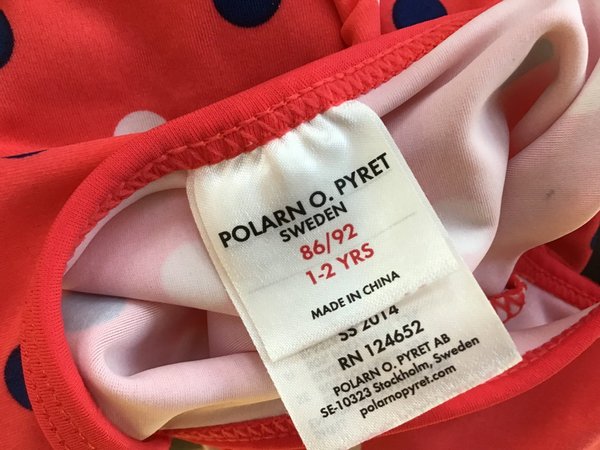 POLARN O. PYRET
SWEDEN
86/92
1-2 YRS
MADE IN CHINA
SS 2014
RN 124652
POLARN O. PYRET AB
SE-10323 Stockholm, Sweden
polarnopyret.com